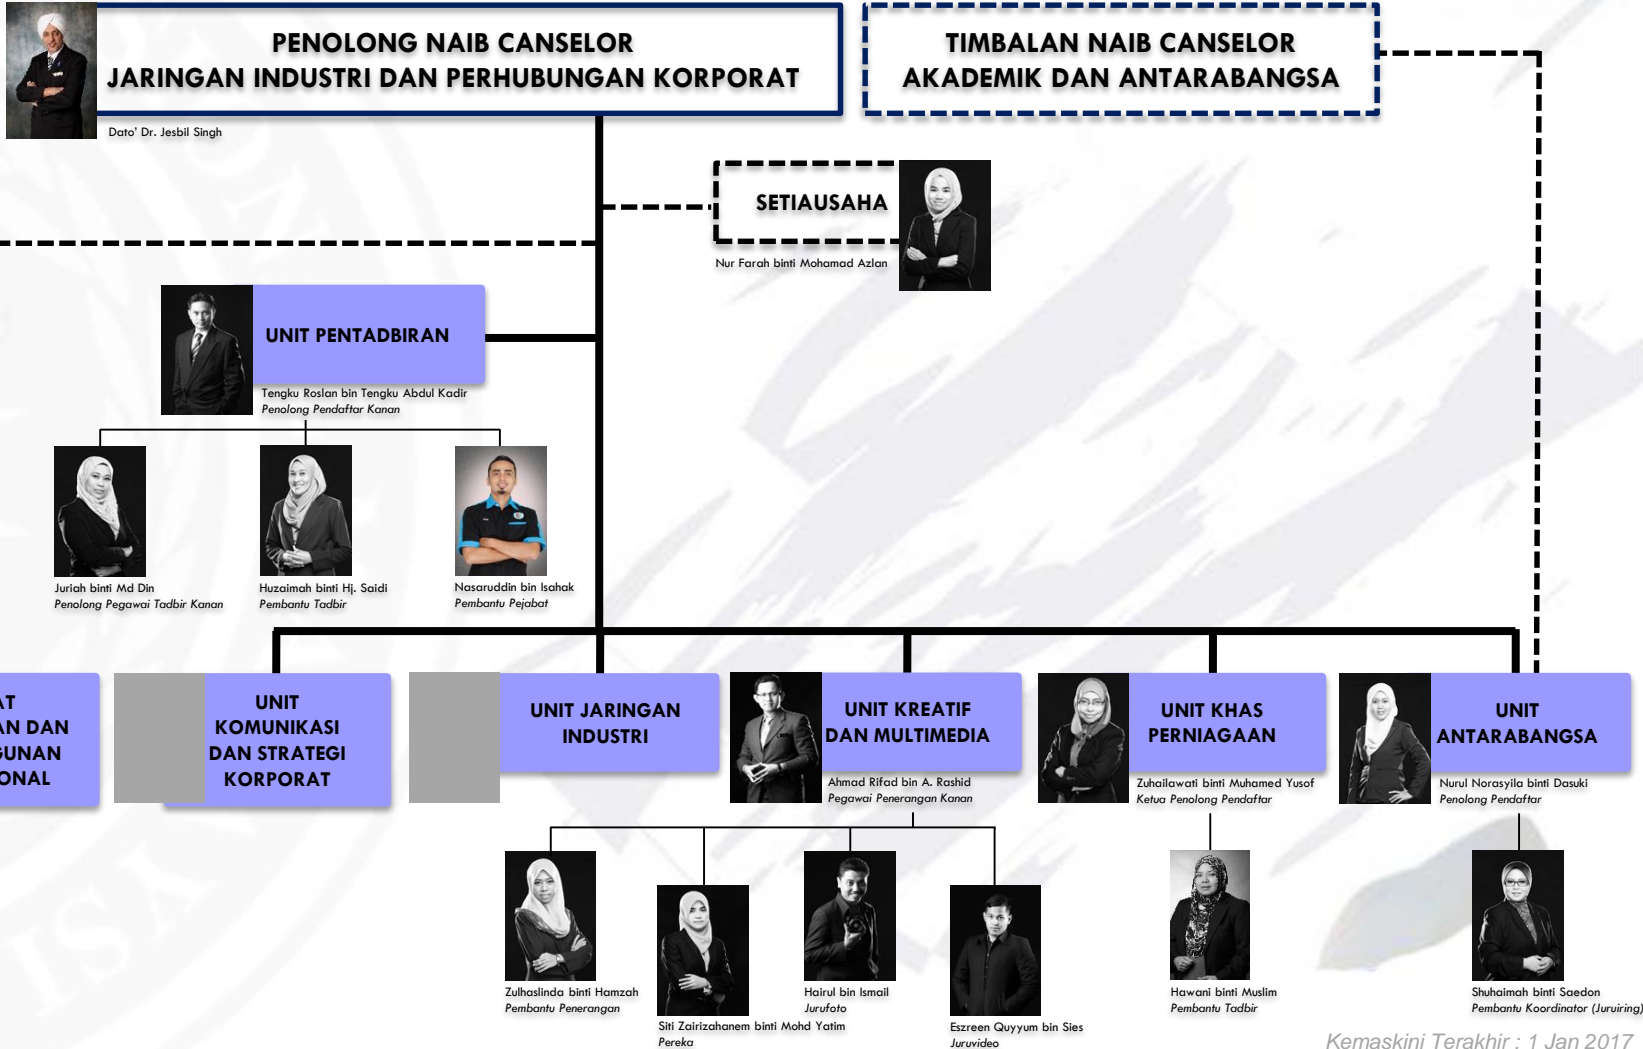 PENOLONG NAIB CANSELOR
JARINGAN INDUSTRI DAN PERHUBUNGAN KORPORAT
Dato' Dr. Jesbil Singh
TIMBALAN NAIB CANSELOR
AKADEMIK DAN ANTARABANGSA
SETIAUSAHA
Nur Farah binti Mohamad Azlan
UNIT PENTADBIRAN
Tengku Roslan bin Tengku Abdul Kadir
Penolong Pendaftar Kanan
Juriah binti Md Din
Penolong Pegawai Tadbir Kanan
Huzaimah binti Hj. Saidi
Pembantu Tadbir
Nasaruddin bin Isahak
Pembantu Pejabat
AT
AN DAN
GUNAN
ONAL
UNIT
KOMUNIKASI
DAN STRATEGI
KORPORAT
UNIT JARINGAN
INDUSTRI
UNIT KREATIF
DAN MULTIMEDIA
Ahmad Rifad bin A. Rashid
Pegawai Penerangan Kanan
UNIT KHAS
PERNIAGAAN
Zuhailawati binti Muhamed Yusof
Ketua Penolong Pendaftar
UNIT
ANTARABANGSA
Nurul Norasyila binti Dasuki
Penolong Pendaftar
Zulhaslinda binti Hamzah
Pembantu Penerangan
Siti Zairizahanem binti Mohd Yatim
Pereka
Hairul bin Ismail
Jurufoto
Eszreen Quyyum bin Sies
Juruvideo
Hawani binti Muslim
Pembantu Tadbir
Shuhaimah binti Saedon
Pembantu Koordinator (Juruiring)
Kemaskini Terakhir : 1 Jan 2017